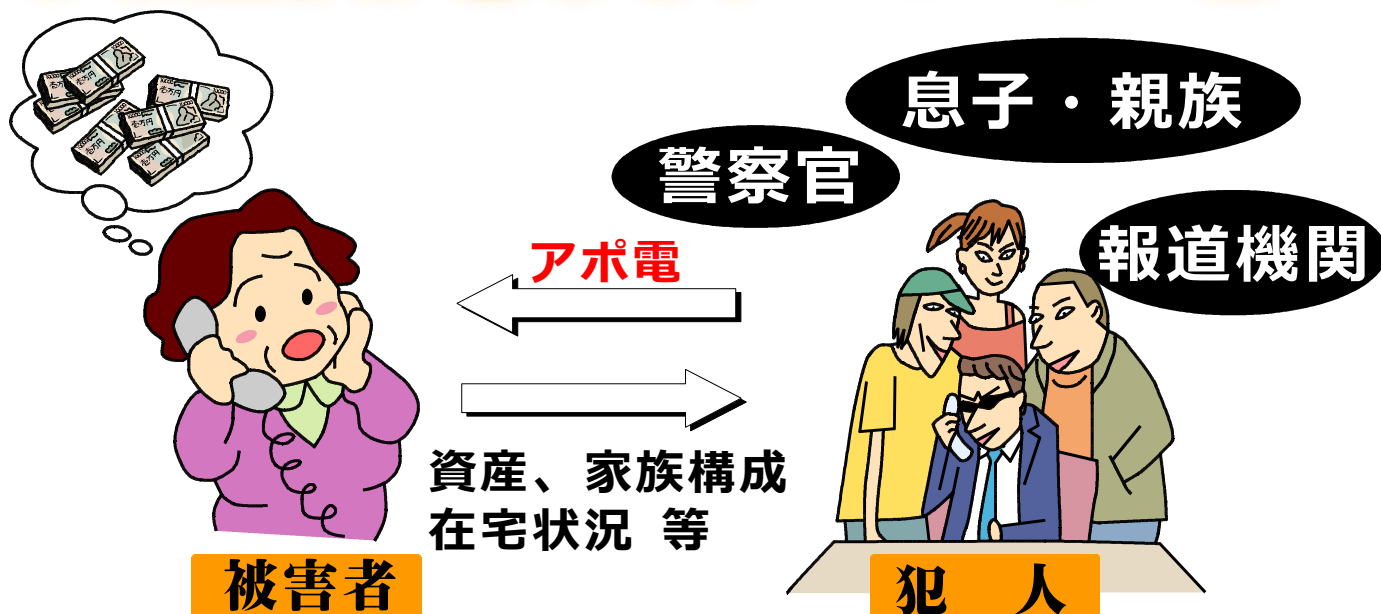 息子・親族
警察官
報道機関
アポ電
資産、家族構成
在宅状況 等
被害者
犯 人